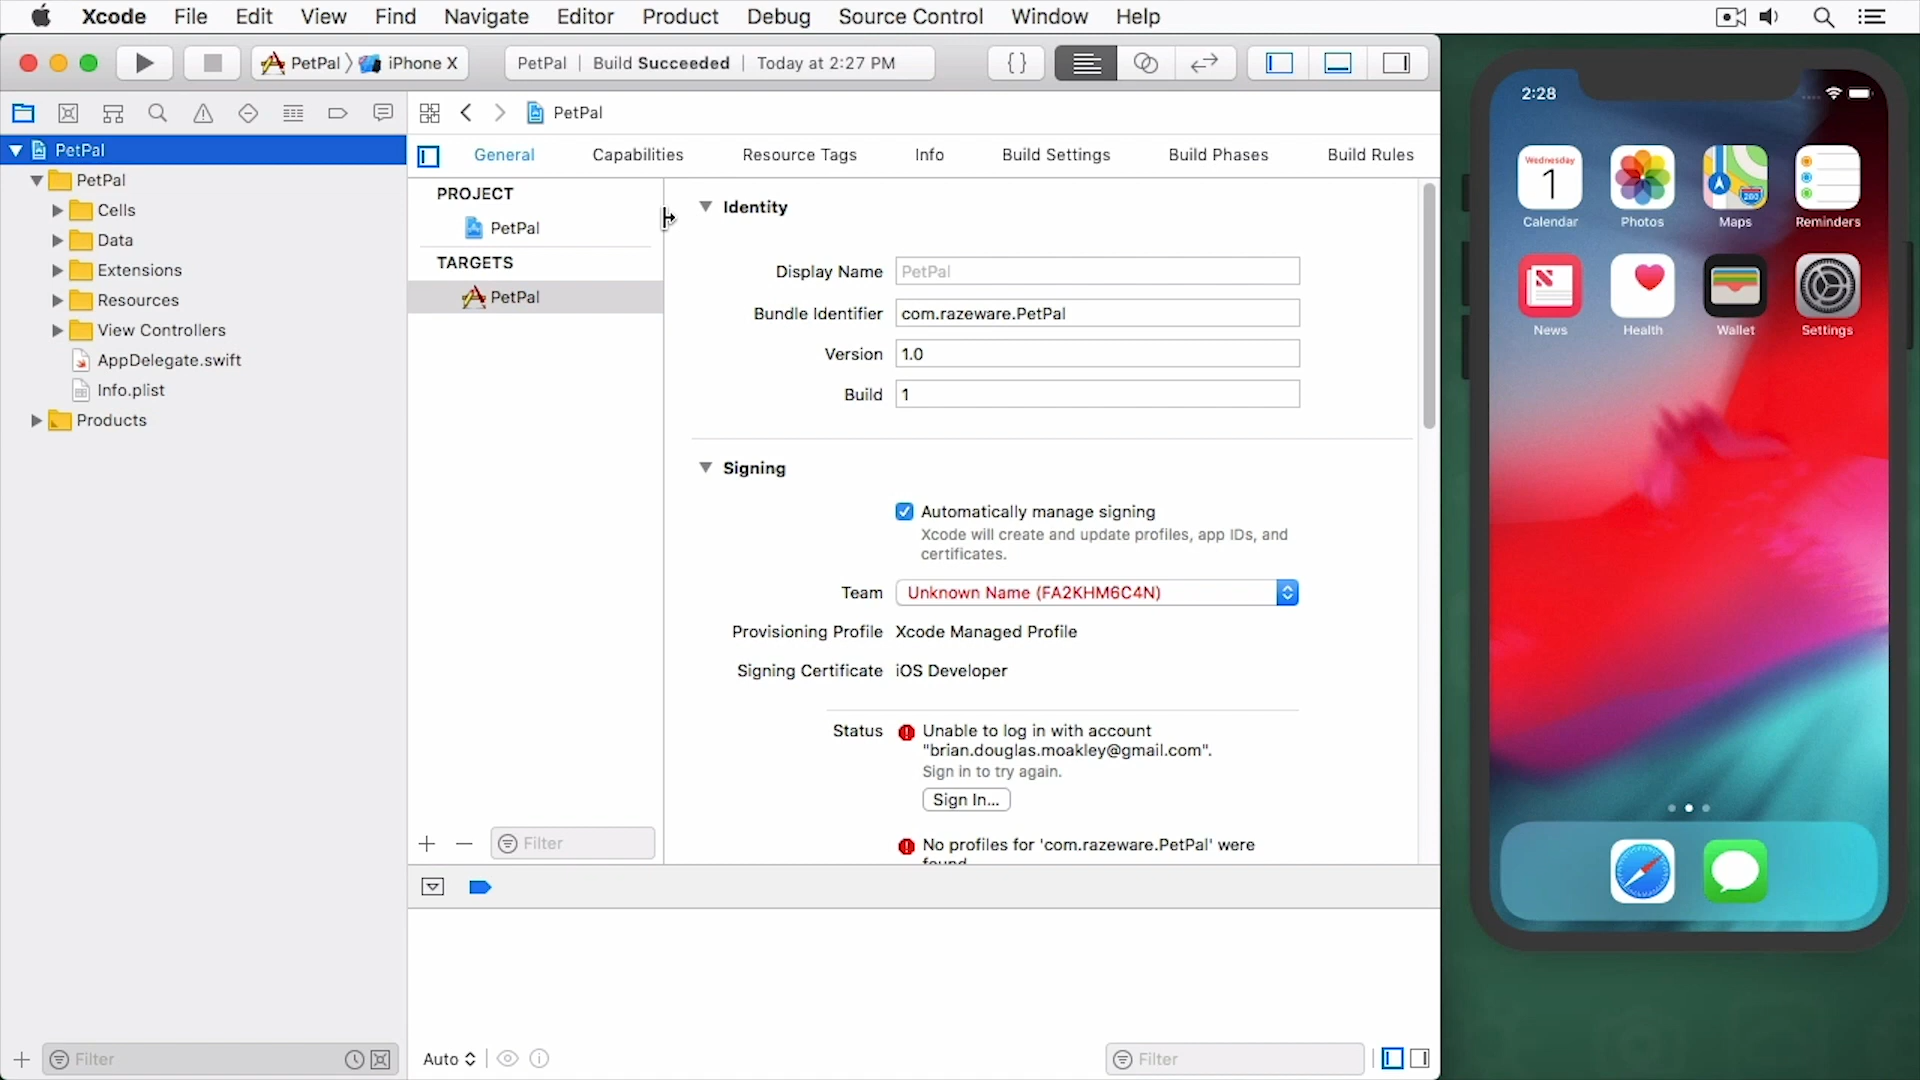 Xcode File Edit View Find Navigate Editor Product Debug Source Control Window Help
PetPal iPhone X
PetPal | Build Succeeded | Today at 2:27 PM
{}
PetPal
PetPal
PetPal
Cells
Data
Extensions
Resources
View Controllers
AppDelegate.swift
Info.plist
Products
Filter
General Capabilities Resource Tags Info Build Settings Build Phases Build Rules
PROJECT
PetPal
TARGETS
PetPal
Filter
Identity
Display Name PetPal
Bundle Identifier com.razeware.PetPal
Version 1.0
Build 1
Signing
Automatically manage signing
Xcode will create and update profiles, app IDs, and
certificates.
Team Unknown Name (FA2KHM6C4N)
Provisioning Profile Xcode Managed Profile
Signing Certificate iOS Developer
Status Unable to log in with account
"brian.douglas.moakley@gmail.com".
Sign in to try again.
Sign In...
No profiles for 'com.razeware.PetPal' were
found
Auto
Filter
2:28
Wednesday
1
280
Calendar Photos Maps Reminders
News Health Wallet Settings